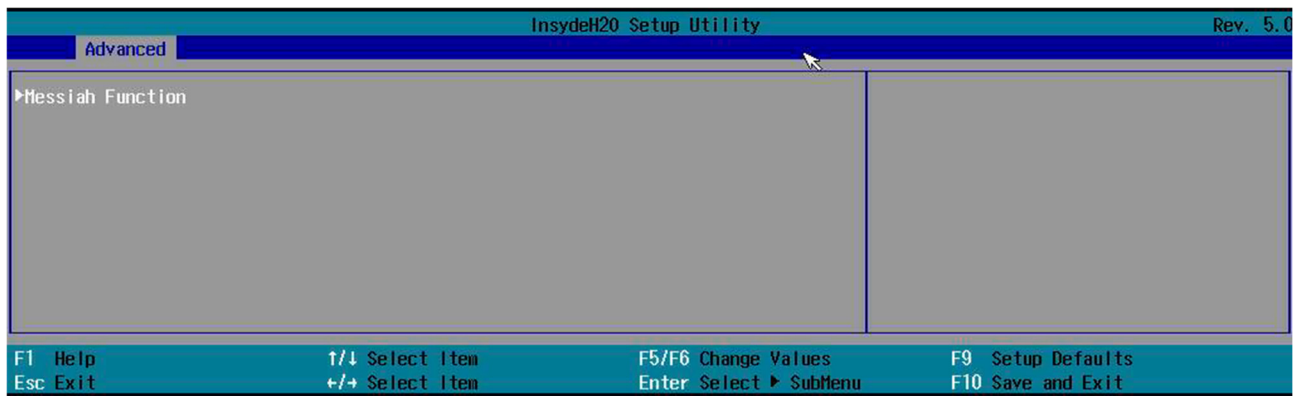 InsydeH20 Setup Utility Rev. 5.0
Advanced
▶Messiah Function
F1 Help ↑/↓ Select Item F5/F6 Change Values F9 Setup Defaults
Esc Exit ←/→ Select Item Enter Select ▶ SubMenu F10 Save and Exit